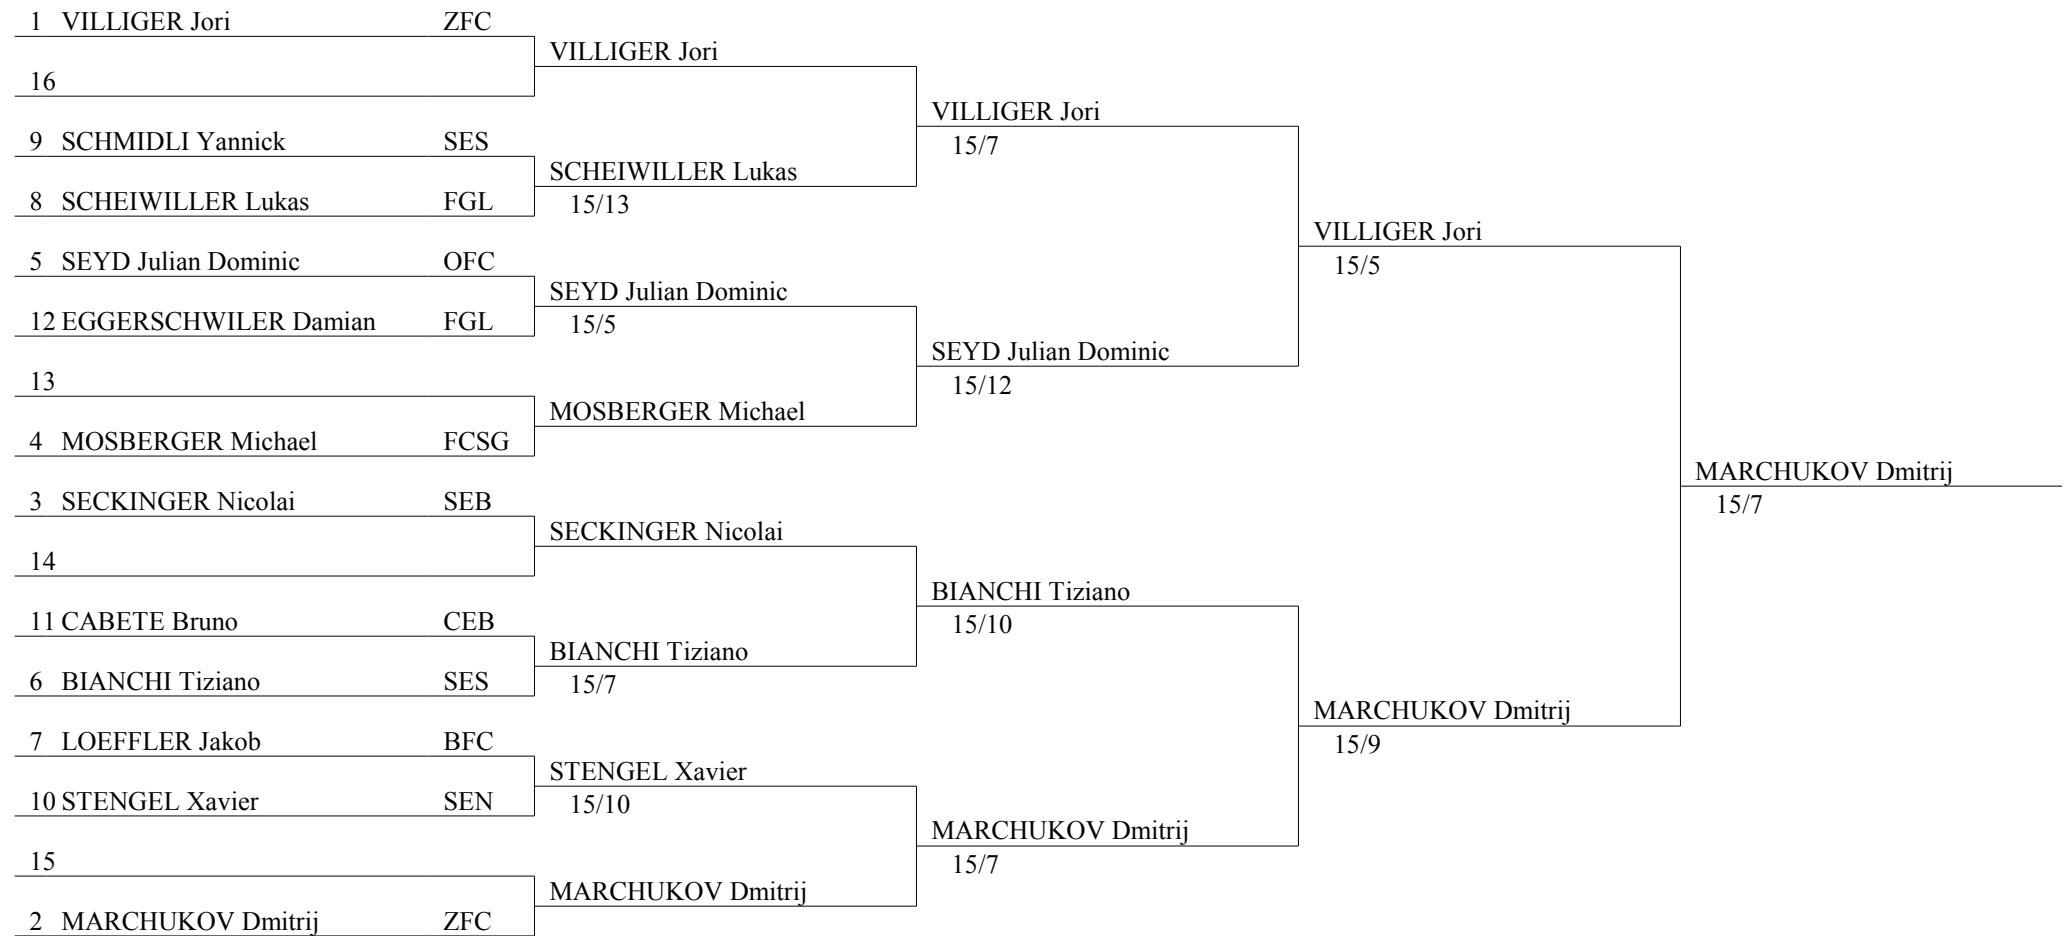 1 VILLIGER Jori ZFC
16
9 SCHMIDLI Yannick SES
8 SCHEIWILLER Lukas FGL
5 SEYD Julian Dominic OFC
12 EGGERSCHWILER Damian FGL
13
4 MOSBERGER Michael FCSG
3 SECKINGER Nicolai SEB
14
11 CABETE Bruno CEB
6 BIANCHI Tiziano SES
7 LOEFFLER Jakob BFC
10 STENGEL Xavier SEN
15
2 MARCHUKOV Dmitrij ZFC
VILLIGER Jori
SCHEIWILLER Lukas
15/13
SEYD Julian Dominic
15/5
MOSBERGER Michael
SECKINGER Nicolai
BIANCHI Tiziano
15/7
STENGEL Xavier
15/10
MARCHUKOV Dmitrij
VILLIGER Jori
15/7
SEYD Julian Dominic
15/12
BIANCHI Tiziano
15/10
MARCHUKOV Dmitrij
15/7
VILLIGER Jori
15/5
MARCHUKOV Dmitrij
15/9
MARCHUKOV Dmitrij
15/7